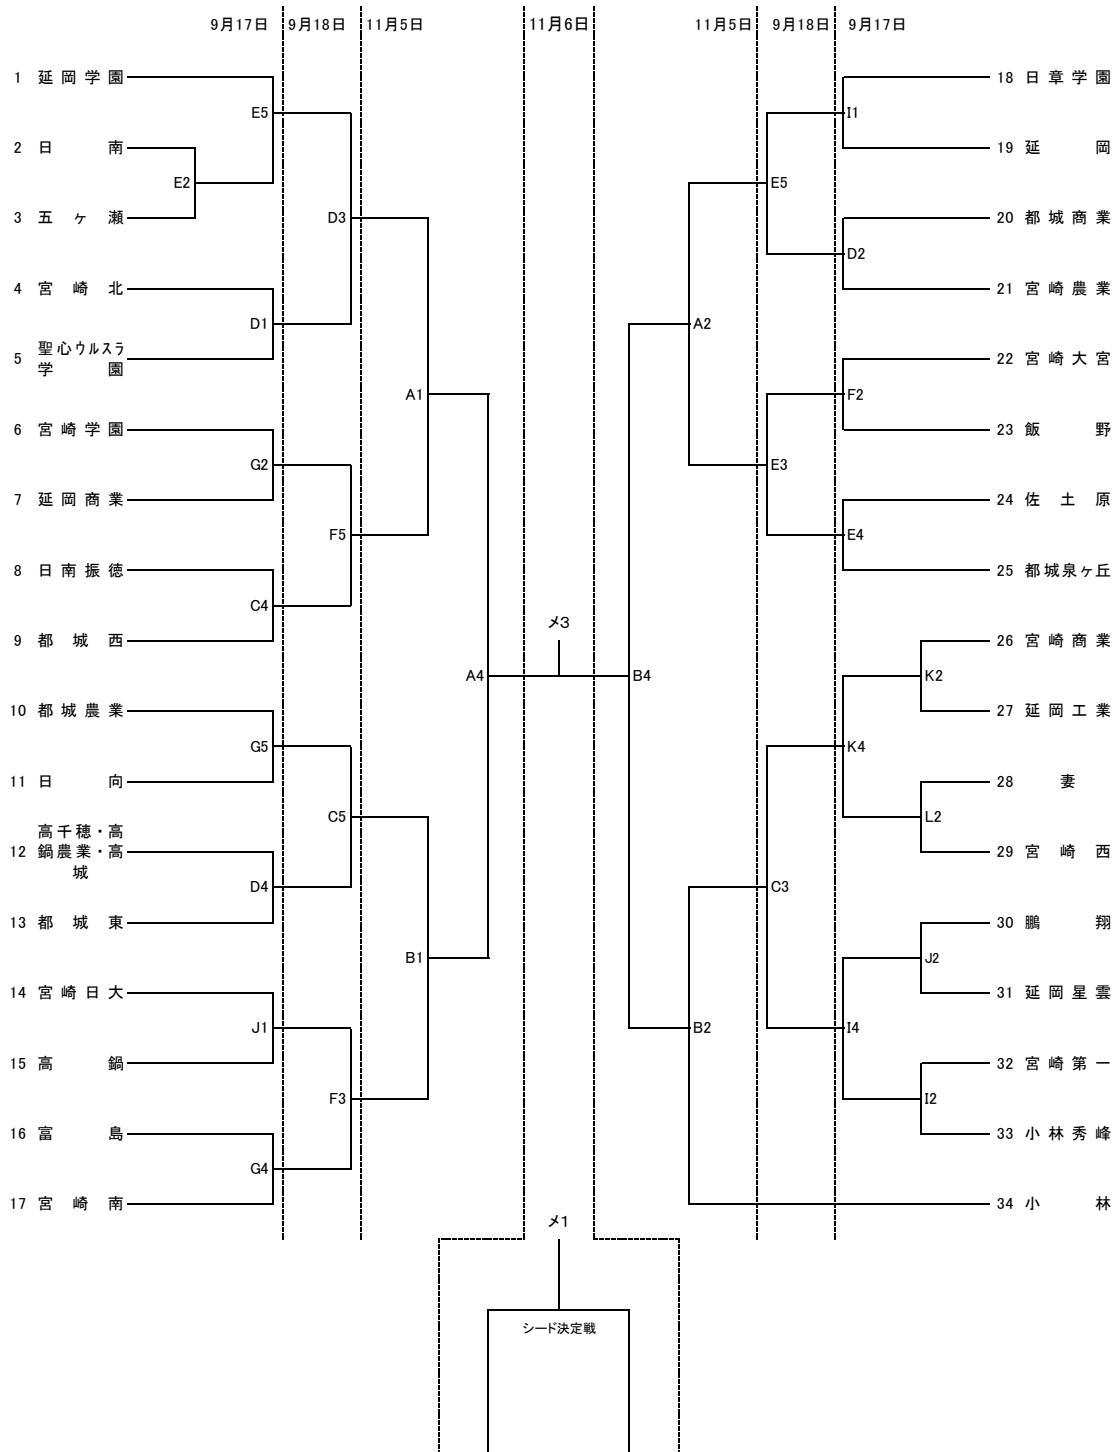 9月17日 9月18日 11月5日 11月6日 11月5日 9月18日 9月17日
1 延岡学園
18 日章学園
E5
I1
2 日南
19 延岡
E2
E5
3 五ヶ瀬
D3
20 都城商業
D2
4 宮崎北
21 宮崎農業
D1
A2
5 聖心ウルスラ
学園
22 宮崎大宮
A1
F2
6 宮崎学園
23 飯野
G2
E3
7 延岡商業
24 佐土原
F5
E4
8 日南振徳
25 都城泉ヶ丘
C4
メ3
9 都城西
26 宮崎商業
A4
B4
K2
10 都城農業
27 延岡工業
G5
K4
11 日向
28 妻
C5
L2
高千穂・高
12 鍋農業・高
城
29 宮崎西
D4
C3
13 都城東
30 鵬翔
B1
J2
14 宮崎日大
31 延岡星雲
J1
B2
I4
15 高鍋
32 宮崎第一
F3
I2
16 富島
33 小林秀峰
G4
17 宮崎南
34 小林
メ1
シード決定戦